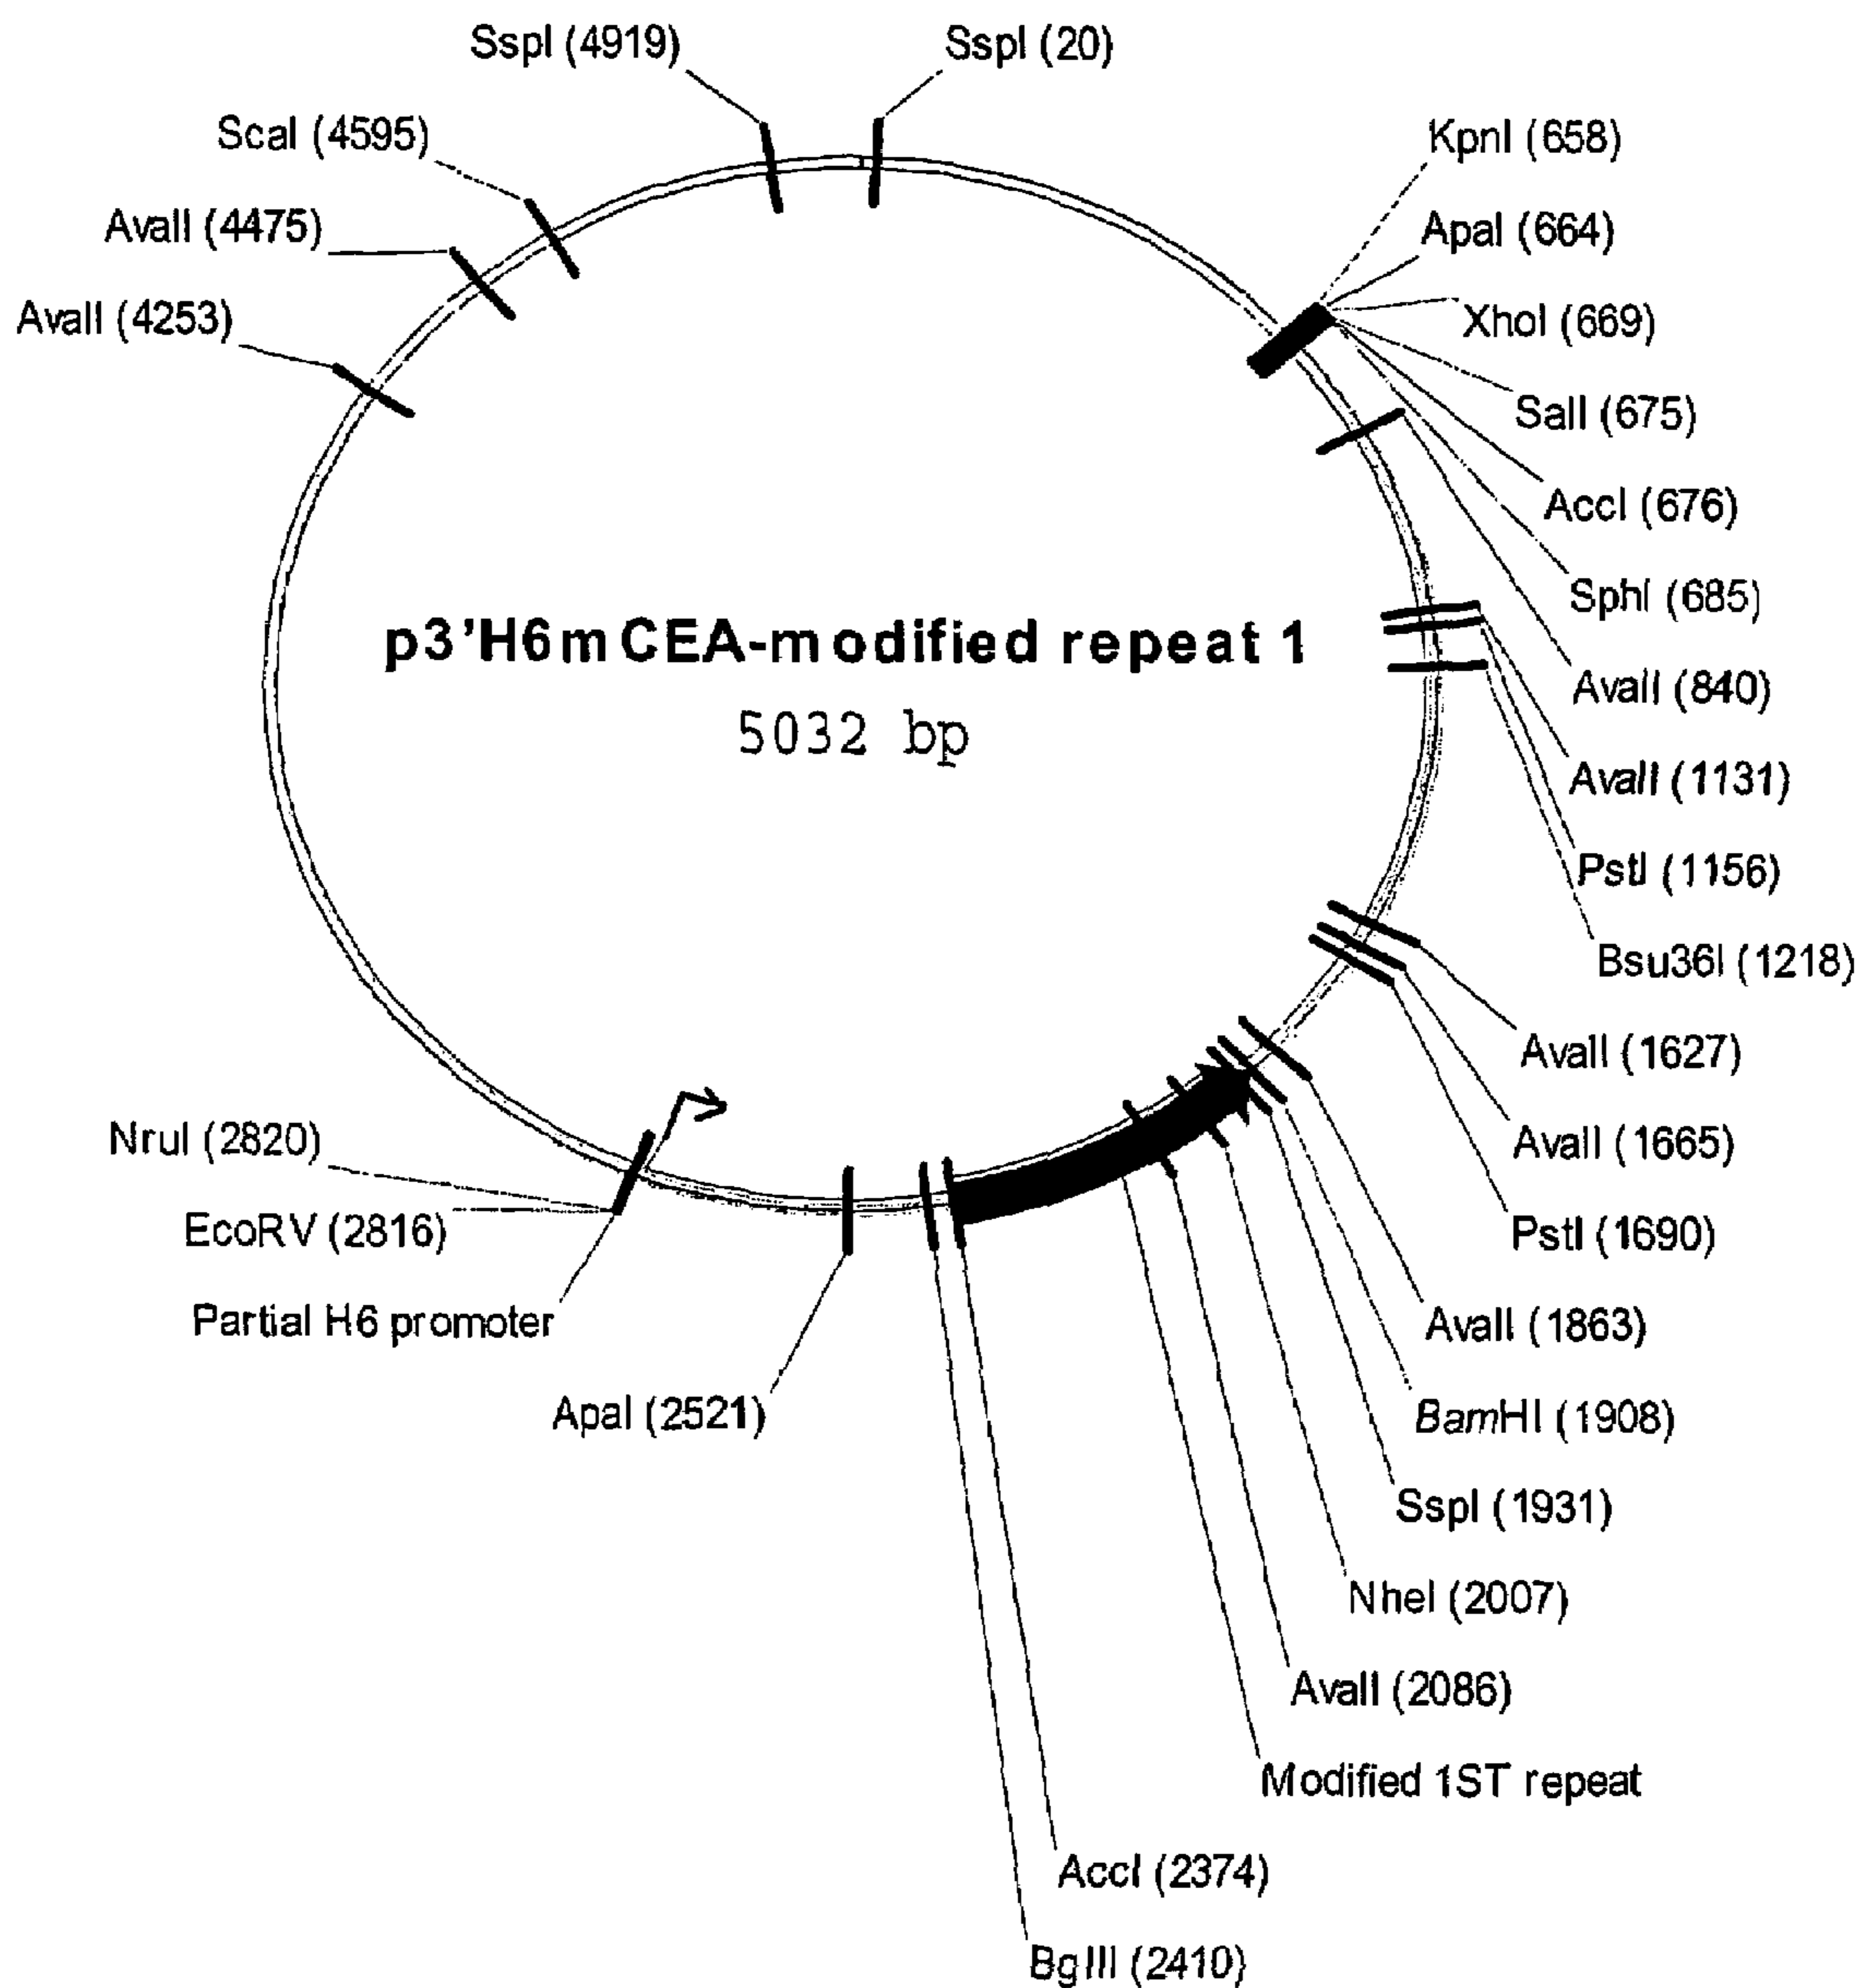 SspI (4919)
SspI (20)
ScaI (4595)
AvaII (4475)
AvaII (4253)
KpnI (658)
ApaI (664)
XhoI (669)
SalI (675)
AccI (676)
SphI (685)
AvaII (840)
AvaII (1131)
PstI (1156)
Bsu36I (1218)
AvaII (1627)
AvaII (1665)
PstI (1690)
AvaII (1863)
BamHI (1908)
SspI (1931)
NheI (2007)
AvaII (2086)
Modified 1ST repeat
AccI (2374)
BglII (2410)
ApaI (2521)
Partial H6 promoter
EcoRV (2816)
NruI (2820)
p3'H6mCEA-modified repeat 1
5032 bp